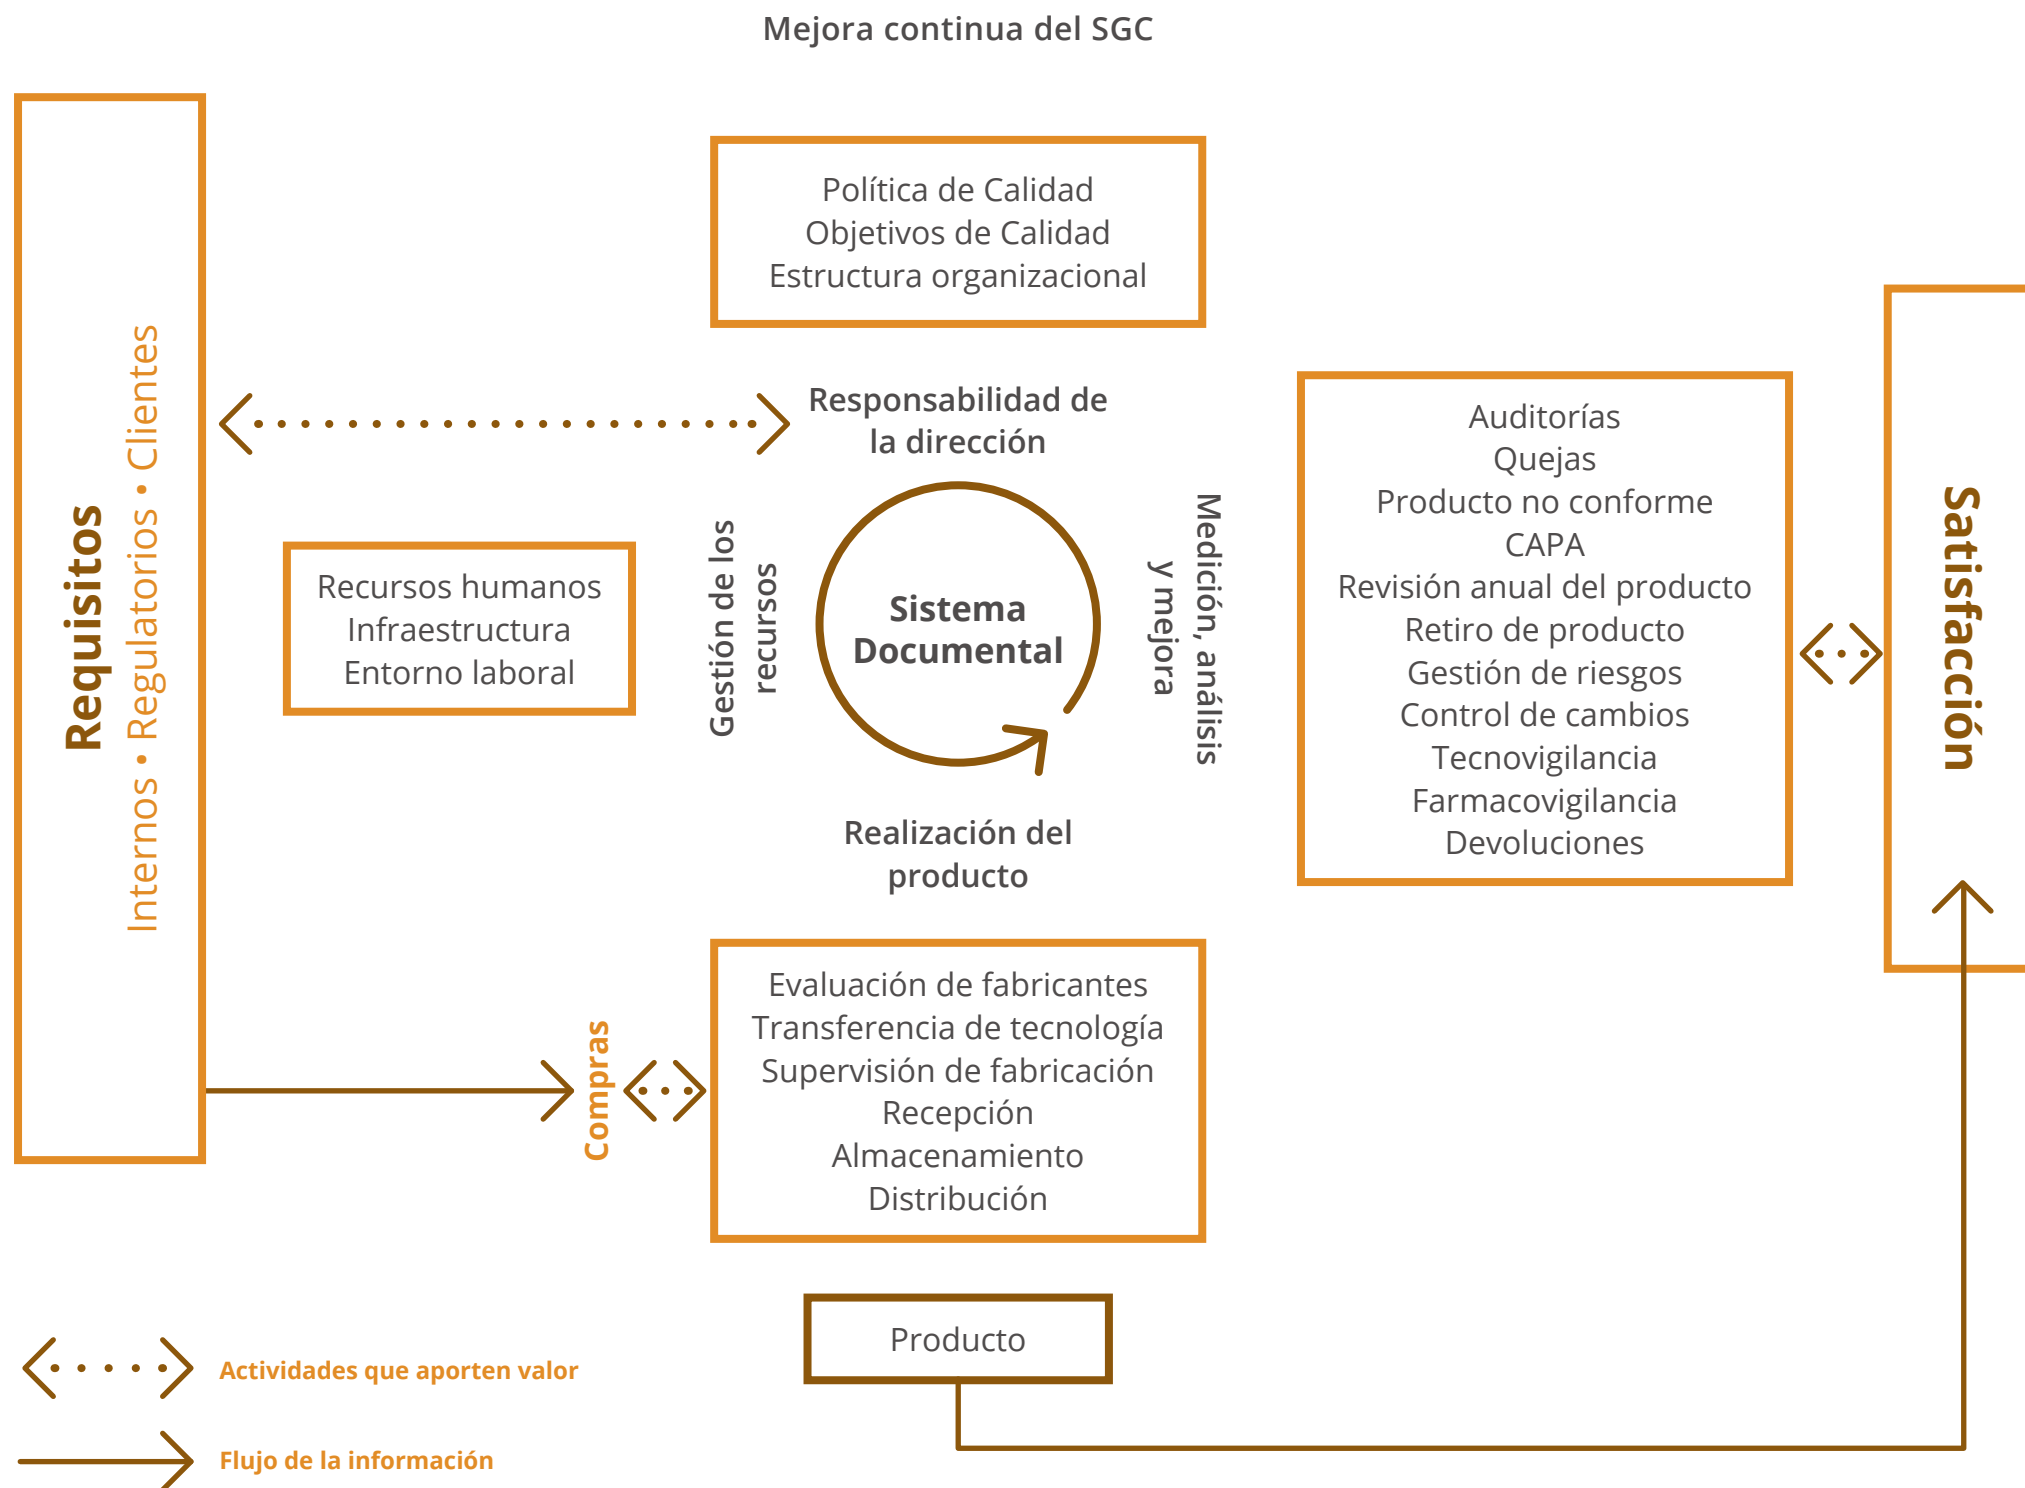 Mejora continua del SGC
Requisitos
Internos • Regulatorios • Clientes
Política de Calidad
Objetivos de Calidad
Estructura organizacional
Responsabilidad de
la dirección
Recursos humanos
Infraestructura
Entorno laboral
Gestión de los
recursos
Sistema
Documental
Medición, análisis
y mejora
Auditorías
Quejas
Producto no conforme
CAPA
Revisión anual del producto
Retiro de producto
Gestión de riesgos
Control de cambios
Tecnovigilancia
Farmacovigilancia
Devoluciones
Satisfacción
Realización del
producto
Compras
Evaluación de fabricantes
Transferencia de tecnología
Supervisión de fabricación
Recepción
Almacenamiento
Distribución
Producto
Actividades que aporten valor
Flujo de la información